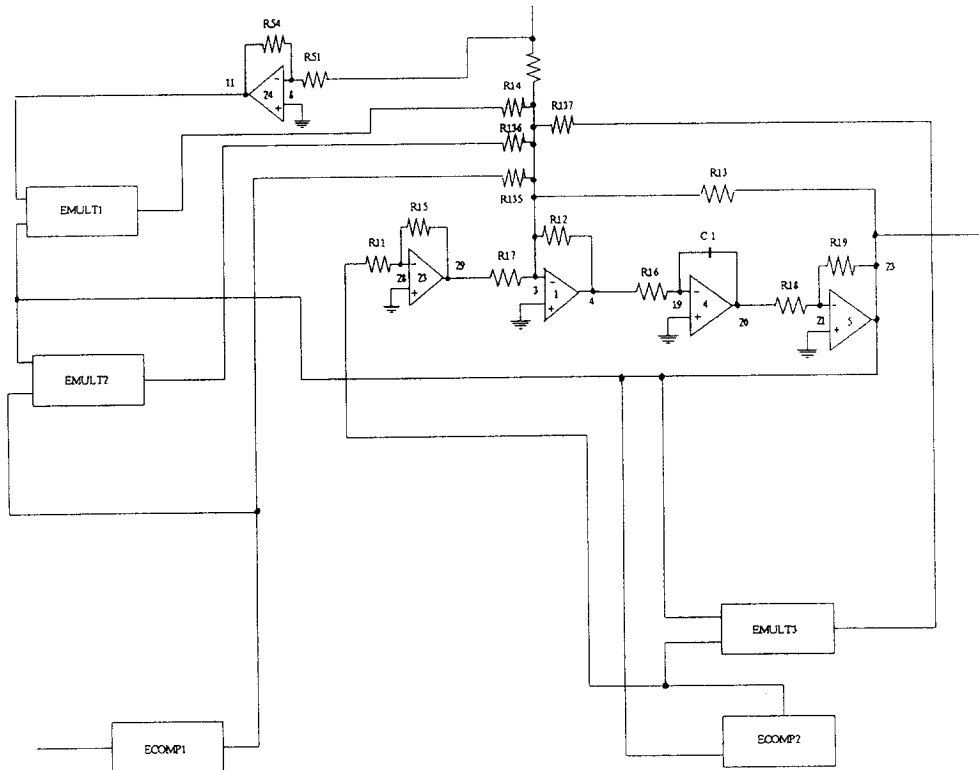 R54
R51
11
-
24
6
+
R14
R137
R136
EMULT1
R135
R13
R15
R12
C 1
R11
R17
R19
23
-
28
23
29
+
-
3
1
4
+
R16
-
19
4
20
+
R18
-
21
5
+
EMULT2
EMULT3
ECOMP1
ECOMP2